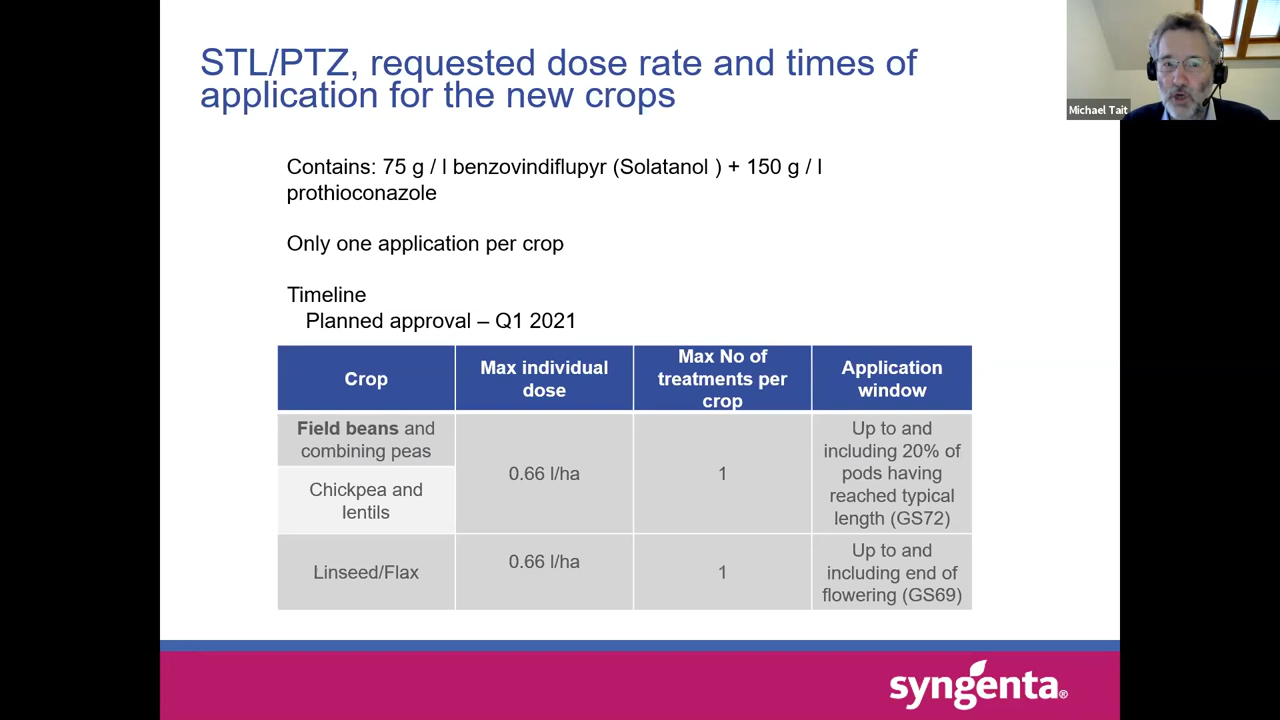 STL/PTZ, requested dose rate and times of
application for the new crops
Michael Tait
Contains: 75 g / l benzovindiflupyr (Solatanol ) + 150 g / l
prothioconazole
Only one application per crop
Timeline
Planned approval – Q1 2021
Crop
Max individual
dose
Max No of
treatments per
crop
Application
window
Field beans and
combining peas
0.66 l/ha
1
Up to and
including 20% of
pods having
reached typical
length (GS72)
Chickpea and
lentils
Linseed/Flax
0.66 l/ha
1
Up to and
including end of
flowering (GS69)
syngenta®